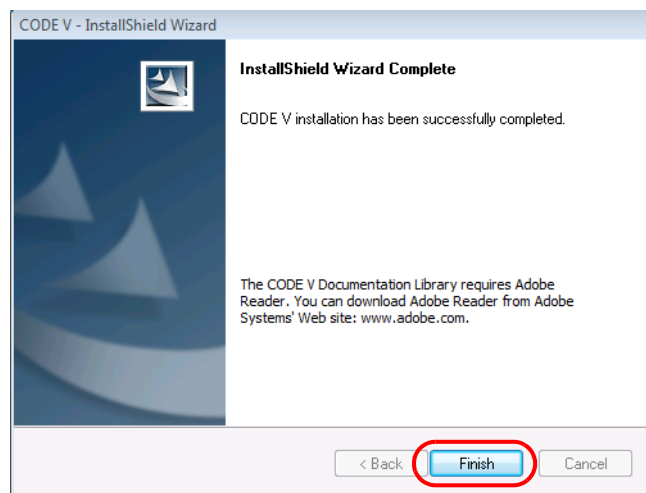 CODE V - InstallShield Wizard
InstallShield Wizard Complete
CODE V installation has been successfully completed.
The CODE V Documentation Library requires Adobe
Reader. You can download Adobe Reader from Adobe
Systems' Web site: www.adobe.com.
< Back Finish Cancel